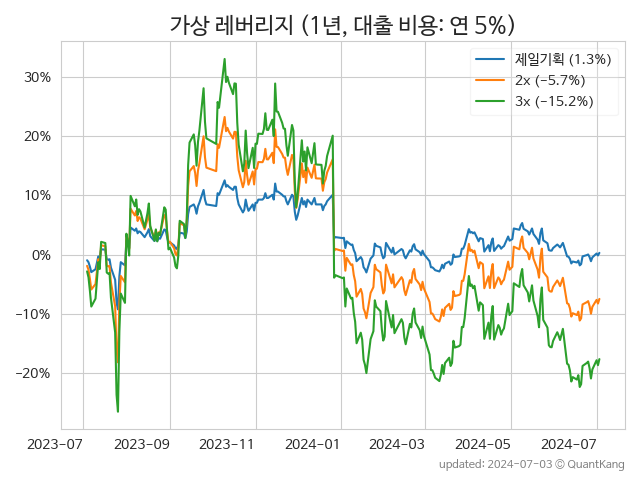 가상 레버리지 (1년, 대출 비용: 연 5%)
제일기획 (1.3%)
2x (−5.7%)
3x (−15.2%)
30%
20%
10%
0%
−10%
−20%
2023−07 2023−09 2023−11 2024−01 2024−03 2024−05 2024−07
updated: 2024-07-03 © QuantKang